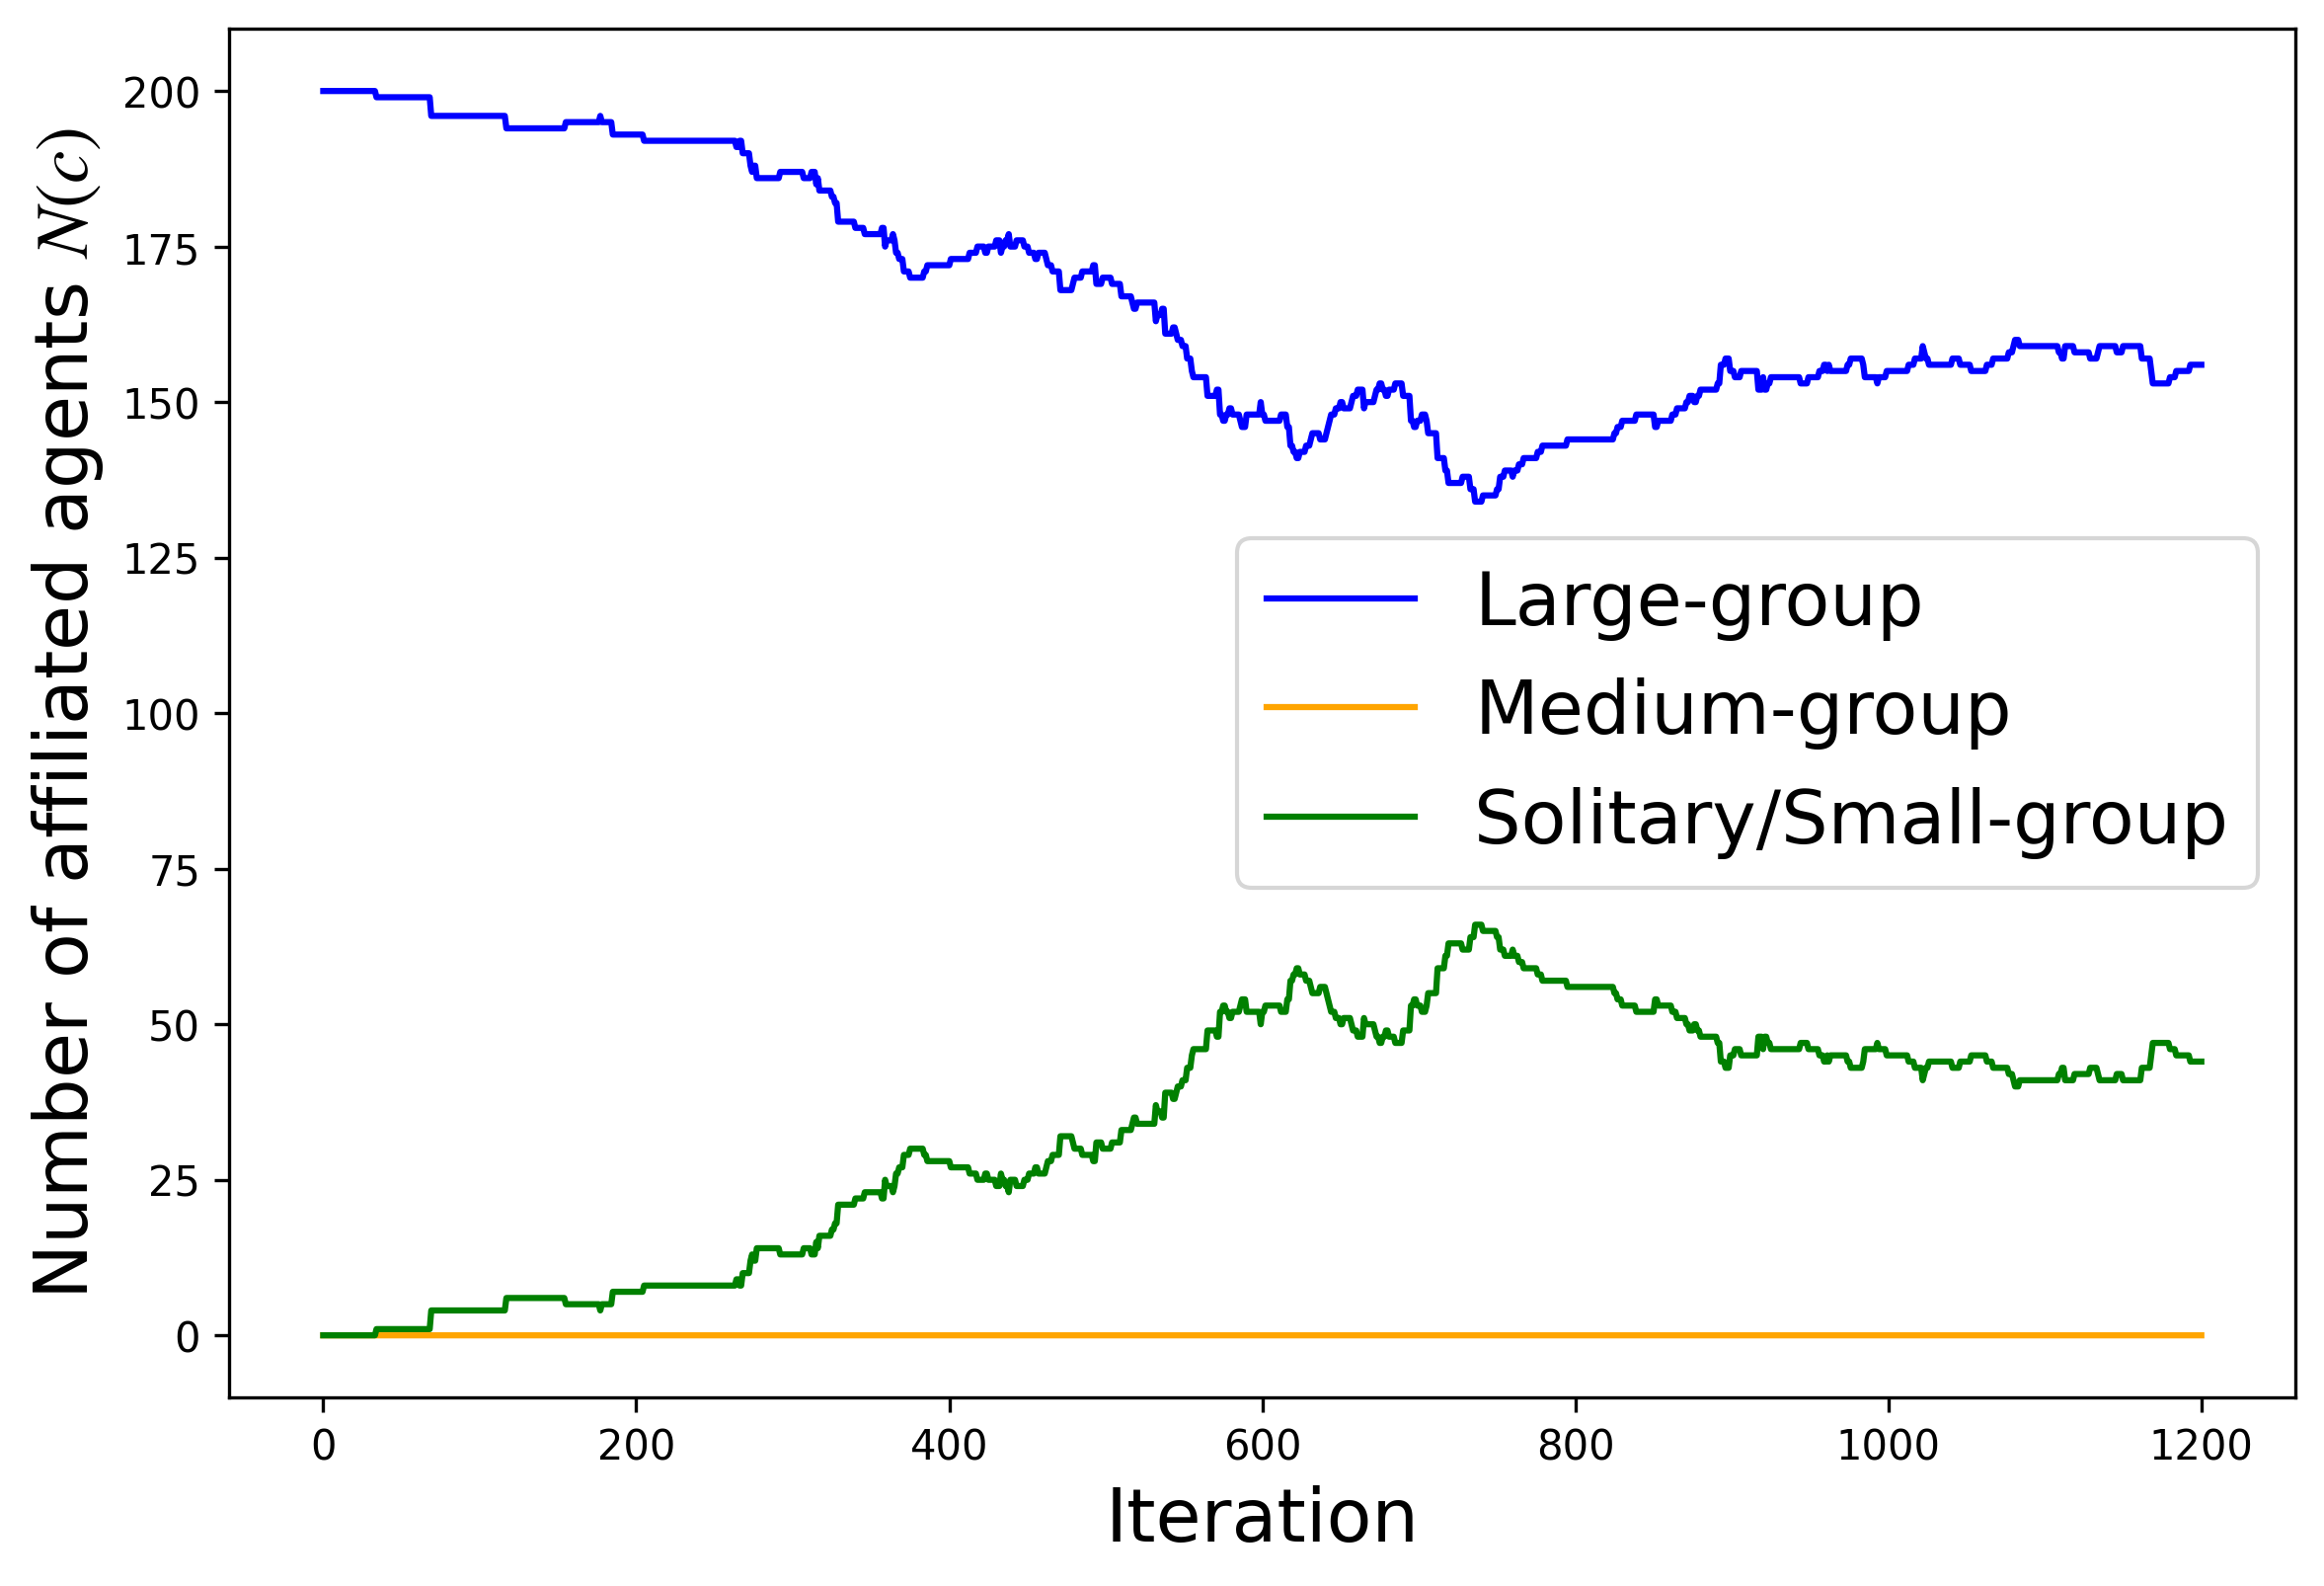 Number of affiliated agents N(c)
200
175
150
125
100
75
50
25
0
Large-group
Medium-group
Solitary/Small-group
0 200 400 600 800 1000 1200
Iteration